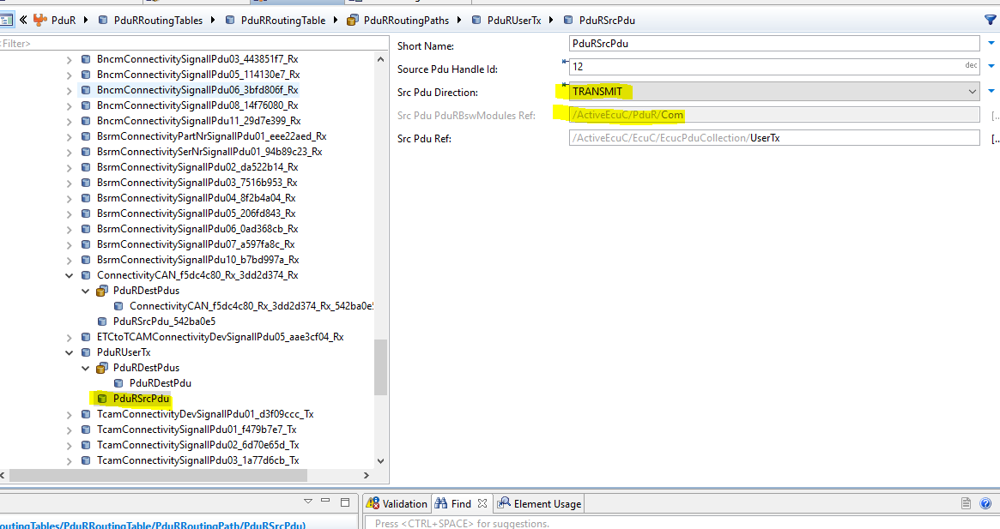 PduR PduRRoutingTables PduRRoutingTable PduRRoutingPaths PduRUserTx PduRSrcPdu
<Filter>
BncmConnectivitySignalIPdu03_443851f7_Rx
BncmConnectivitySignalIPdu05_114130e7_Rx
BncmConnectivitySignalIPdu06_3bfd806f_Rx
BncmConnectivitySignalIPdu08_14f76080_Rx
BncmConnectivitySignalIPdu11_29d7e399_Rx
BsrmConnectivityPartNrSignalIPdu01_eee22aed_Rx
BsrmConnectivitySerNrSignalIPdu01_94b89c23_Rx
BsrmConnectivitySignalIPdu02_da522b14_Rx
BsrmConnectivitySignalIPdu03_7516b953_Rx
BsrmConnectivitySignalIPdu04_8f2b4a04_Rx
BsrmConnectivitySignalIPdu05_206fd843_Rx
BsrmConnectivitySignalIPdu06_0ad368cb_Rx
BsrmConnectivitySignalIPdu07_a597fa8c_Rx
BsrmConnectivitySignalIPdu10_b7bd997a_Rx
ConnectivityCAN_f5dc4c80_Rx_3dd2d374_Rx
PduRDestPdus
ConnectivityCAN_f5dc4c80_Rx_3dd2d374_Rx_542ba0e5
PduRSrcPdu_542ba0e5
ETCtoTCAMConnectivityDevSignalIPdu05_aae3cf04_Rx
PduRUserTx
PduRDestPdus
PduRDestPdu
PduRSrcPdu
TcamConnectivityDevSignalIPdu01_d3f09ccc_Tx
TcamConnectivitySignalIPdu01_f479b7e7_Tx
TcamConnectivitySignalIPdu02_6d70e65d_Tx
TcamConnectivitySignalIPdu03_1a77d6cb_Tx
Short Name: PduRSrcPdu
Source Pdu Handle Id: 12 dec
Src Pdu Direction: TRANSMIT
Src Pdu PduRBswModules Ref: /ActiveEcuC/PduR/Com [..
Src Pdu Ref: /ActiveEcuC/EcuC/EcucPduCollection/UserTx [..
outingTables/PduRRoutingTable/PduRRoutingPath/PduRSrcPdu)
Validation Find Element Usage
Press <CTRL+SPACE> for suggestions.